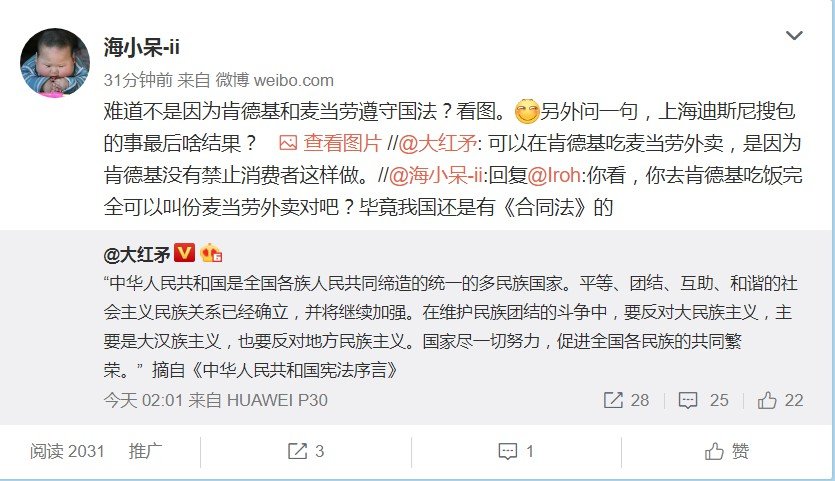 海小呆-ii
31分钟前 来自 微博 weibo.com
难道不是因为肯德基和麦当劳遵守国法？看图。另外问一句，上海迪斯尼搜包
的事最后啥结果？ 查看图片 //@大红矛: 可以在肯德基吃麦当劳外卖，是因为
肯德基没有禁止消费者这样做。//@海小呆-ii:回复@Iroh:你看，你去肯德基吃饭完
全可以叫份麦当劳外卖对吧？毕竟我国还是有《合同法》的
@大红矛
“中华人民共和国是全国各族人民共同缔造的统一的多民族国家。平等、团结、互助、和谐的社
会主义民族关系已经确立，并将继续加强。在维护民族团结的斗争中，要反对大民族主义，主
要是大汉族主义，也要反对地方民族主义。国家尽一切努力，促进全国各民族的共同繁
荣。” 摘自《中华人民共和国宪法序言》
今天 02:01 来自 HUAWEI P30 28 25 22
阅读 2031 推广 3 1 赞